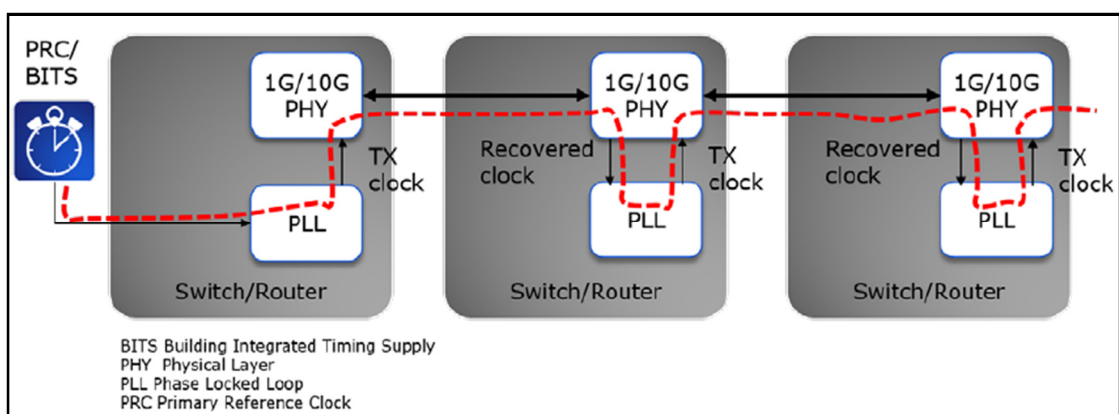 PRC/
BITS
1G/10G
PHY
TX
clock
PLL
Switch/Router
1G/10G
PHY
Recovered
clock
TX
clock
PLL
Switch/Router
1G/10G
PHY
Recovered
clock
TX
clock
PLL
Switch/Router
BITS Building Integrated Timing Supply
PHY Physical Layer
PLL Phase Locked Loop
PRC Primary Reference Clock